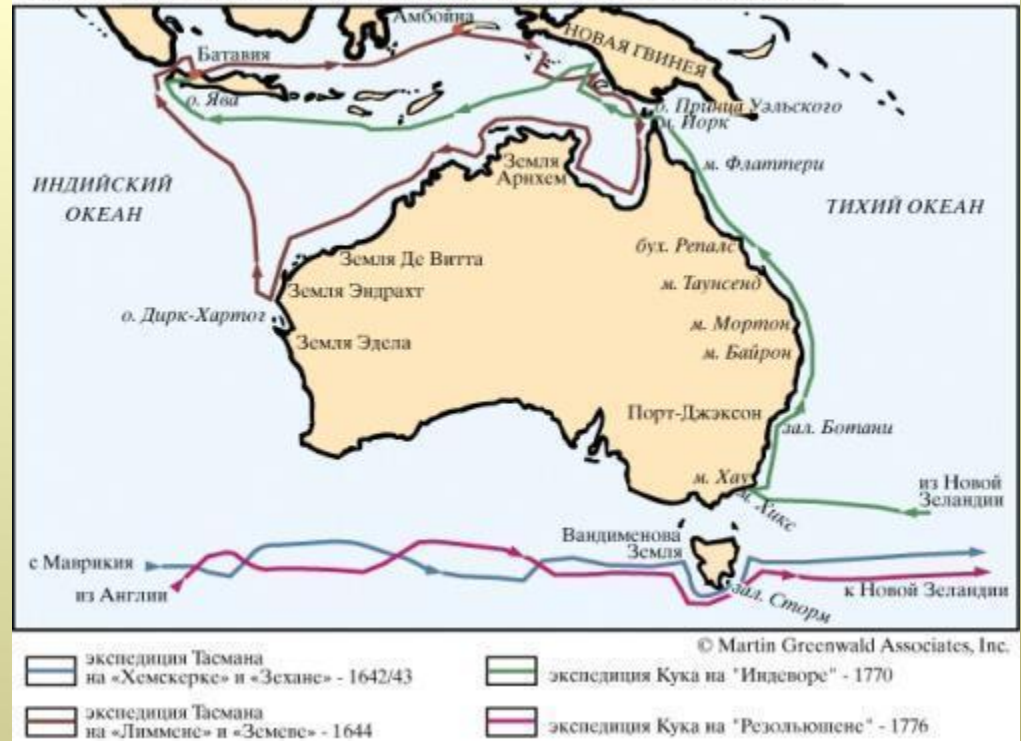 Амбойна
НОВАЯ ГВИНЕЯ
Батавия
о. Ява
о. Принца Уэльского
м. Йорк
м. Флаттери
Земля
Арнхем
ИНДИЙСКИЙ
ОКЕАН
ТИХИЙ ОКЕАН
бух. Репалс
Земля Де Витта
м. Таунсенд
Земля Эндрахт
о. Дирк-Хартог
м. Мортон
Земля Эдела
м. Байрон
Порт-Джэксон
зал. Ботани
м. Хау
м. Хикс
из Новой
Зеландии
Вандименова
Земля
с Маврикия
из Англии
зал. Сторм
к Новой Зеландии
© Martin Greenwald Associates, Inc.
экспедиция Тасмана
на «Хемскерке» и «Зехане» - 1642/43
экспедиция Кука на "Индеворе" - 1770
экспедиция Тасмана
на «Лиммене» и «Земеве» - 1644
экспедиция Кука на "Резольюшене" - 1776